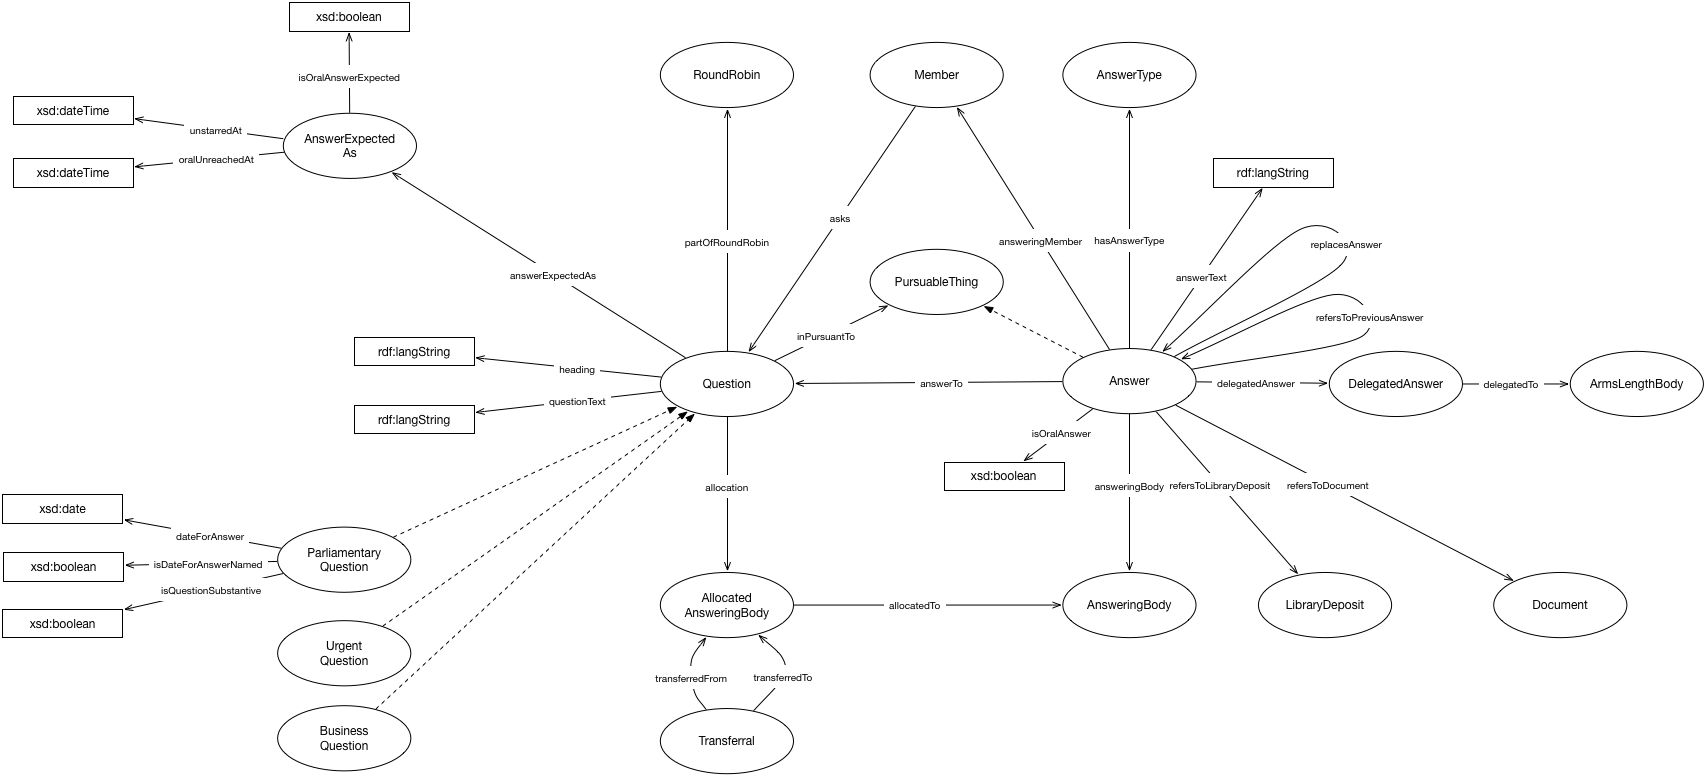 xsd:boolean
isOralAnswerExpected
xsd:dateTime
unstarredAt
oralUnreachedAt
xsd:dateTime
AnswerExpected
As
RoundRobin
Member
AnswerType
rdf:langString
partOfRoundRobin
asks
answeringMember
hasAnswerType
replacesAnswer
answerExpectedAs
PursuableThing
answerText
refersToPreviousAnswer
inPursuantTo
rdf:langString
heading
questionText
rdf:langString
Question
answerTo
Answer
delegatedAnswer
DelegatedAnswer
delegatedTo
ArmsLengthBody
isOralAnswer
xsd:boolean
allocation
answeringBody
refersToLibraryDeposit
refersToDocument
xsd:date
dateForAnswer
xsd:boolean
isDateForAnswerNamed
isQuestionSubstantive
xsd:boolean
Parliamentary
Question
Allocated
AnsweringBody
allocatedTo
AnsweringBody
LibraryDeposit
Document
Urgent
Question
transferredFrom
transferredTo
Business
Question
Transferral